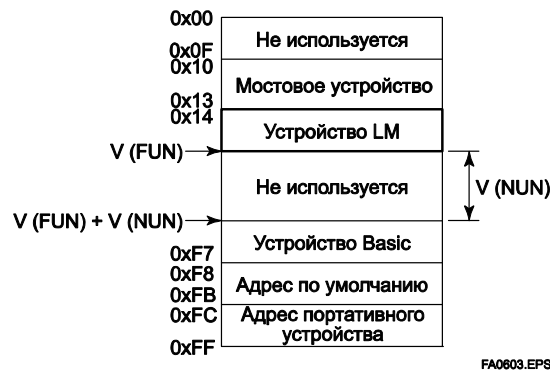 0x00
Не используется
0x0F
0x10
Мостовое устройство
0x13
0x14
Устройство LM
V (FUN)
Не используется
V (NUN)
V (FUN) + V (NUN)
Устройство Basic
0xF7
0xF8
Адрес по умолчанию
0xFB
0xFC
Адрес портативного
устройства
0xFF
FA0603.EPS